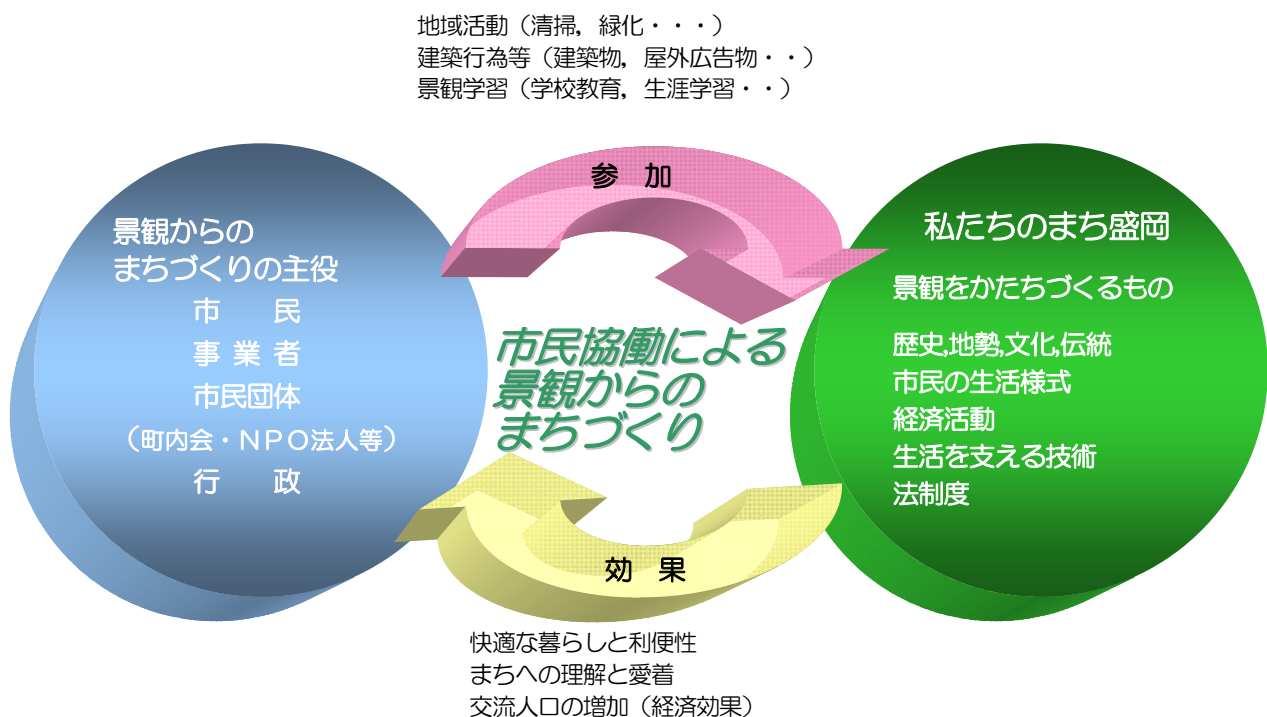 地域活動（清掃，緑化・・・）
建築行為等（建築物，屋外広告物・・）
景観学習（学校教育，生涯学習・・）
参　加
景観からの
まちづくりの主役
市　　民
事 業 者
市民団体
（町内会・ＮＰＯ法人等）
行　　政
市民協働による
景観からの
まちづくり
私たちのまち盛岡
景観をかたちづくるもの
歴史,地勢,文化,伝統
市民の生活様式
経済活動
生活を支える技術
法制度
効　果
快適な暮らしと利便性
まちへの理解と愛着
交流人口の増加（経済効果）